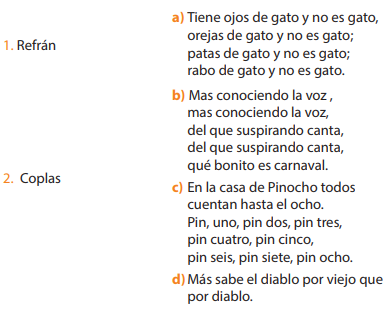 1. Refrán
2. Coplas
a) Tiene ojos de gato y no es gato,
orejas de gato y no es gato;
patas de gato y no es gato;
rabo de gato y no es gato.
b) Mas conociendo la voz ,
mas conociendo la voz,
del que suspirando canta,
del que suspirando canta,
qué bonito es carnaval.
c) En la casa de Pinocho todos
cuentan hasta el ocho.
Pin, uno, pin dos, pin tres,
pin cuatro, pin cinco,
pin seis, pin siete, pin ocho.
d) Más sabe el diablo por viejo que
por diablo.